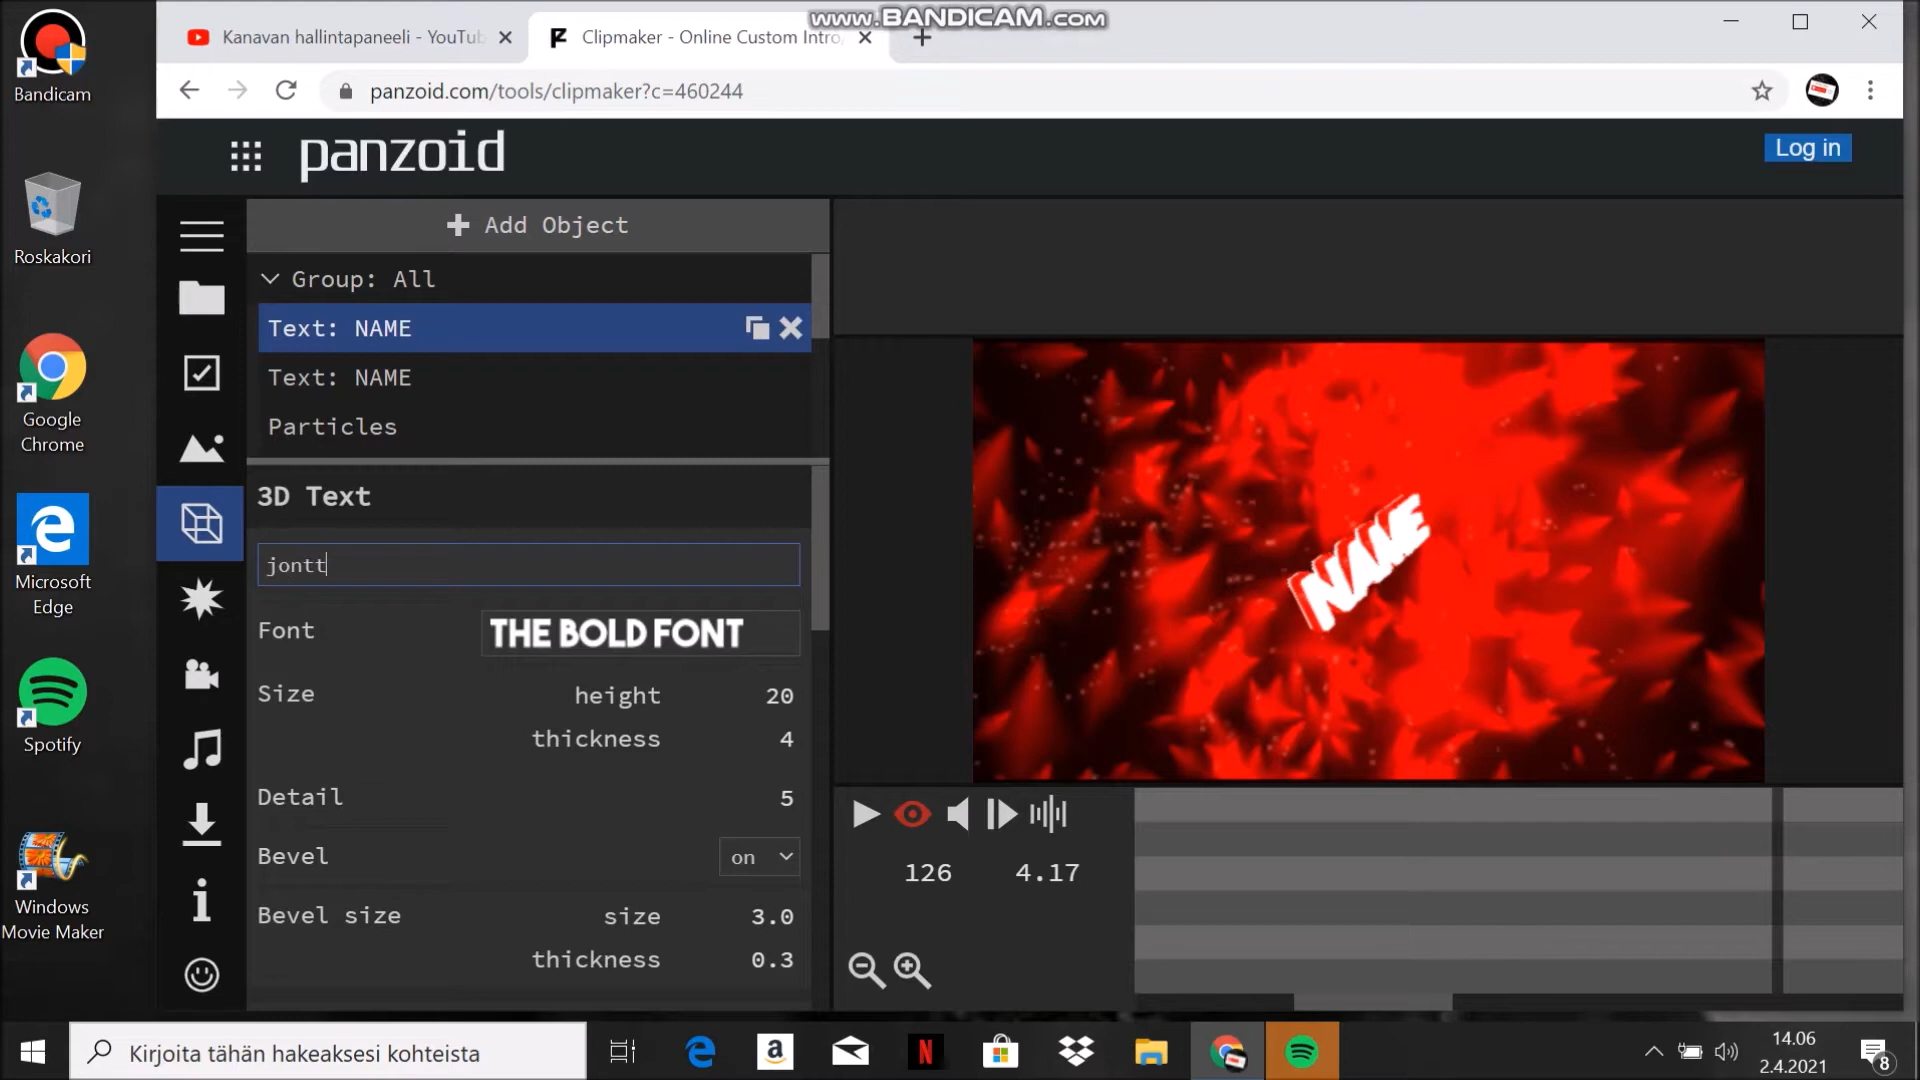 www.BANDICAM.com
Kanavan hallintapaneeli - YouTub
Clipmaker - Online Custom Intro
panzoid.com/tools/clipmaker?c=460244
panzoid
Log in
Bandicam
Roskakori
Google
Chrome
Microsoft
Edge
Spotify
Windows
Movie Maker
Add Object
Group: All
Text: NAME
Text: NAME
Particles
3D Text
jontt
Font
THE BOLD FONT
Size
height
20
thickness
4
Detail
5
Bevel
on
Bevel size
size
3.0
thickness
0.3
NAME
126
4.17
Kirjoita tähän hakeaksesi kohteista
14.06
2.4.2021
8